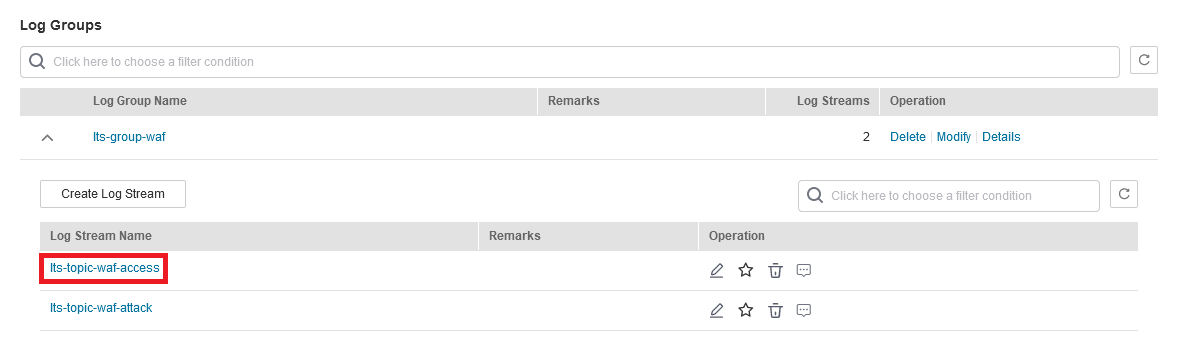 Log Groups
Click here to choose a filter condition
Log Group Name Remarks Log Streams Operation
lts-group-waf 2 Delete Modify Details
Create Log Stream Click here to choose a filter condition
Log Stream Name Remarks Operation
lts-topic-waf-access
lts-topic-waf-attack